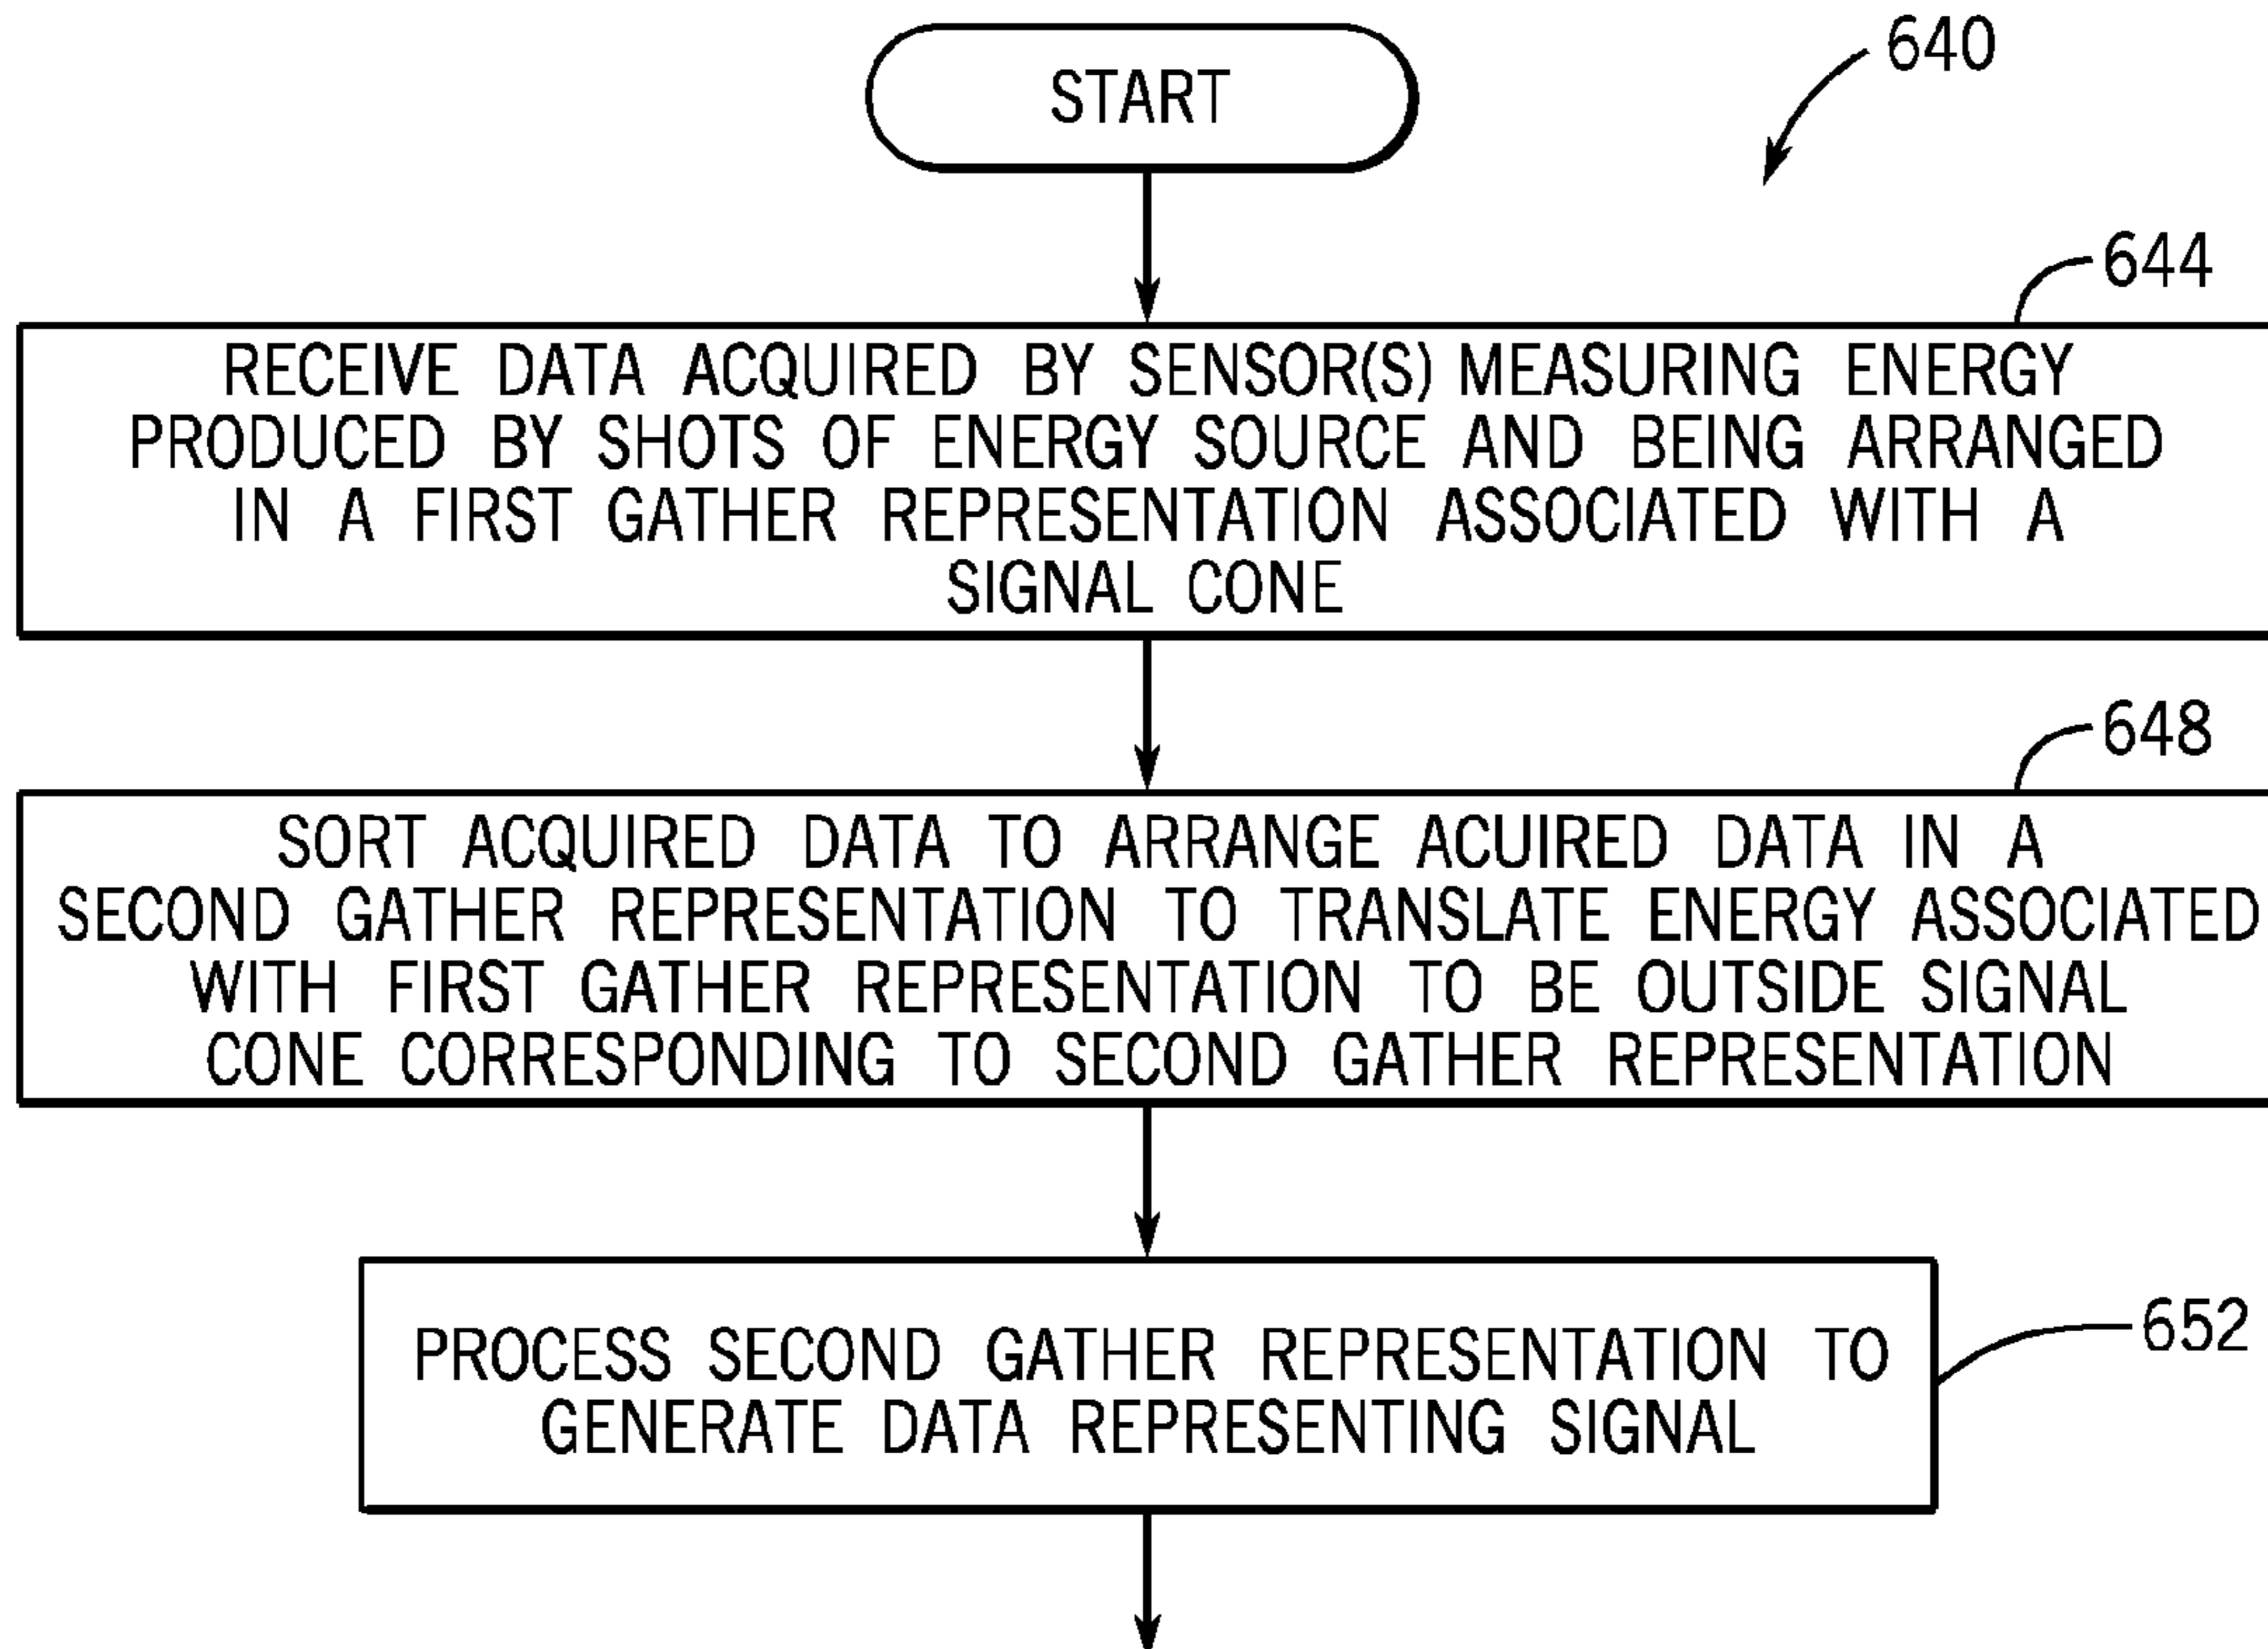 START
640
644
RECEIVE DATA ACQUIRED BY SENSOR(S) MEASURING ENERGY
PRODUCED BY SHOTS OF ENERGY SOURCE AND BEING ARRANGED
IN A FIRST GATHER REPRESENTATION ASSOCIATED WITH A
SIGNAL CONE
648
SORT ACQUIRED DATA TO ARRANGE ACUIRED DATA IN A
SECOND GATHER REPRESENTATION TO TRANSLATE ENERGY ASSOCIATED
WITH FIRST GATHER REPRESENTATION TO BE OUTSIDE SIGNAL
CONE CORRESPONDING TO SECOND GATHER REPRESENTATION
652
PROCESS SECOND GATHER REPRESENTATION TO
GENERATE DATA REPRESENTING SIGNAL